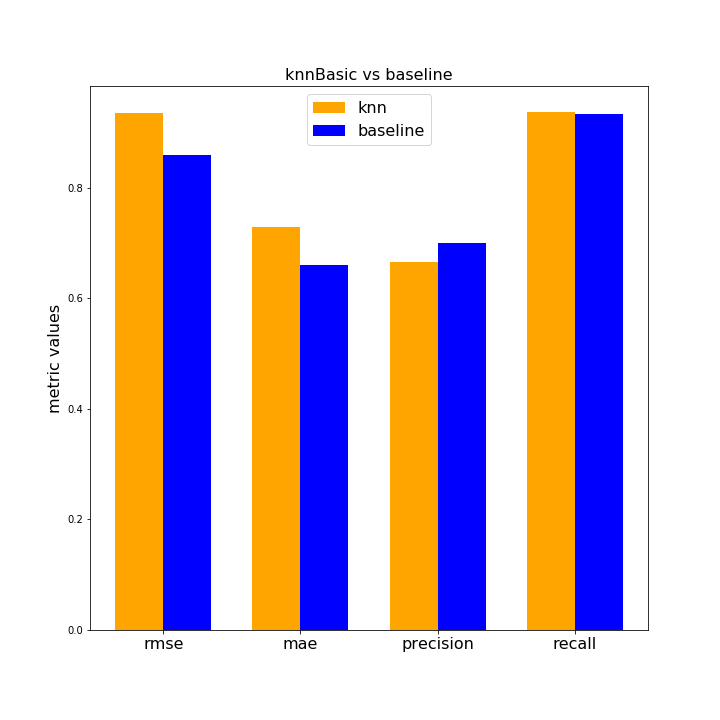 knnBasic vs baseline
knn
baseline
metric values
0.8
0.6
0.4
0.2
0.0
rmse
mae
precision
recall